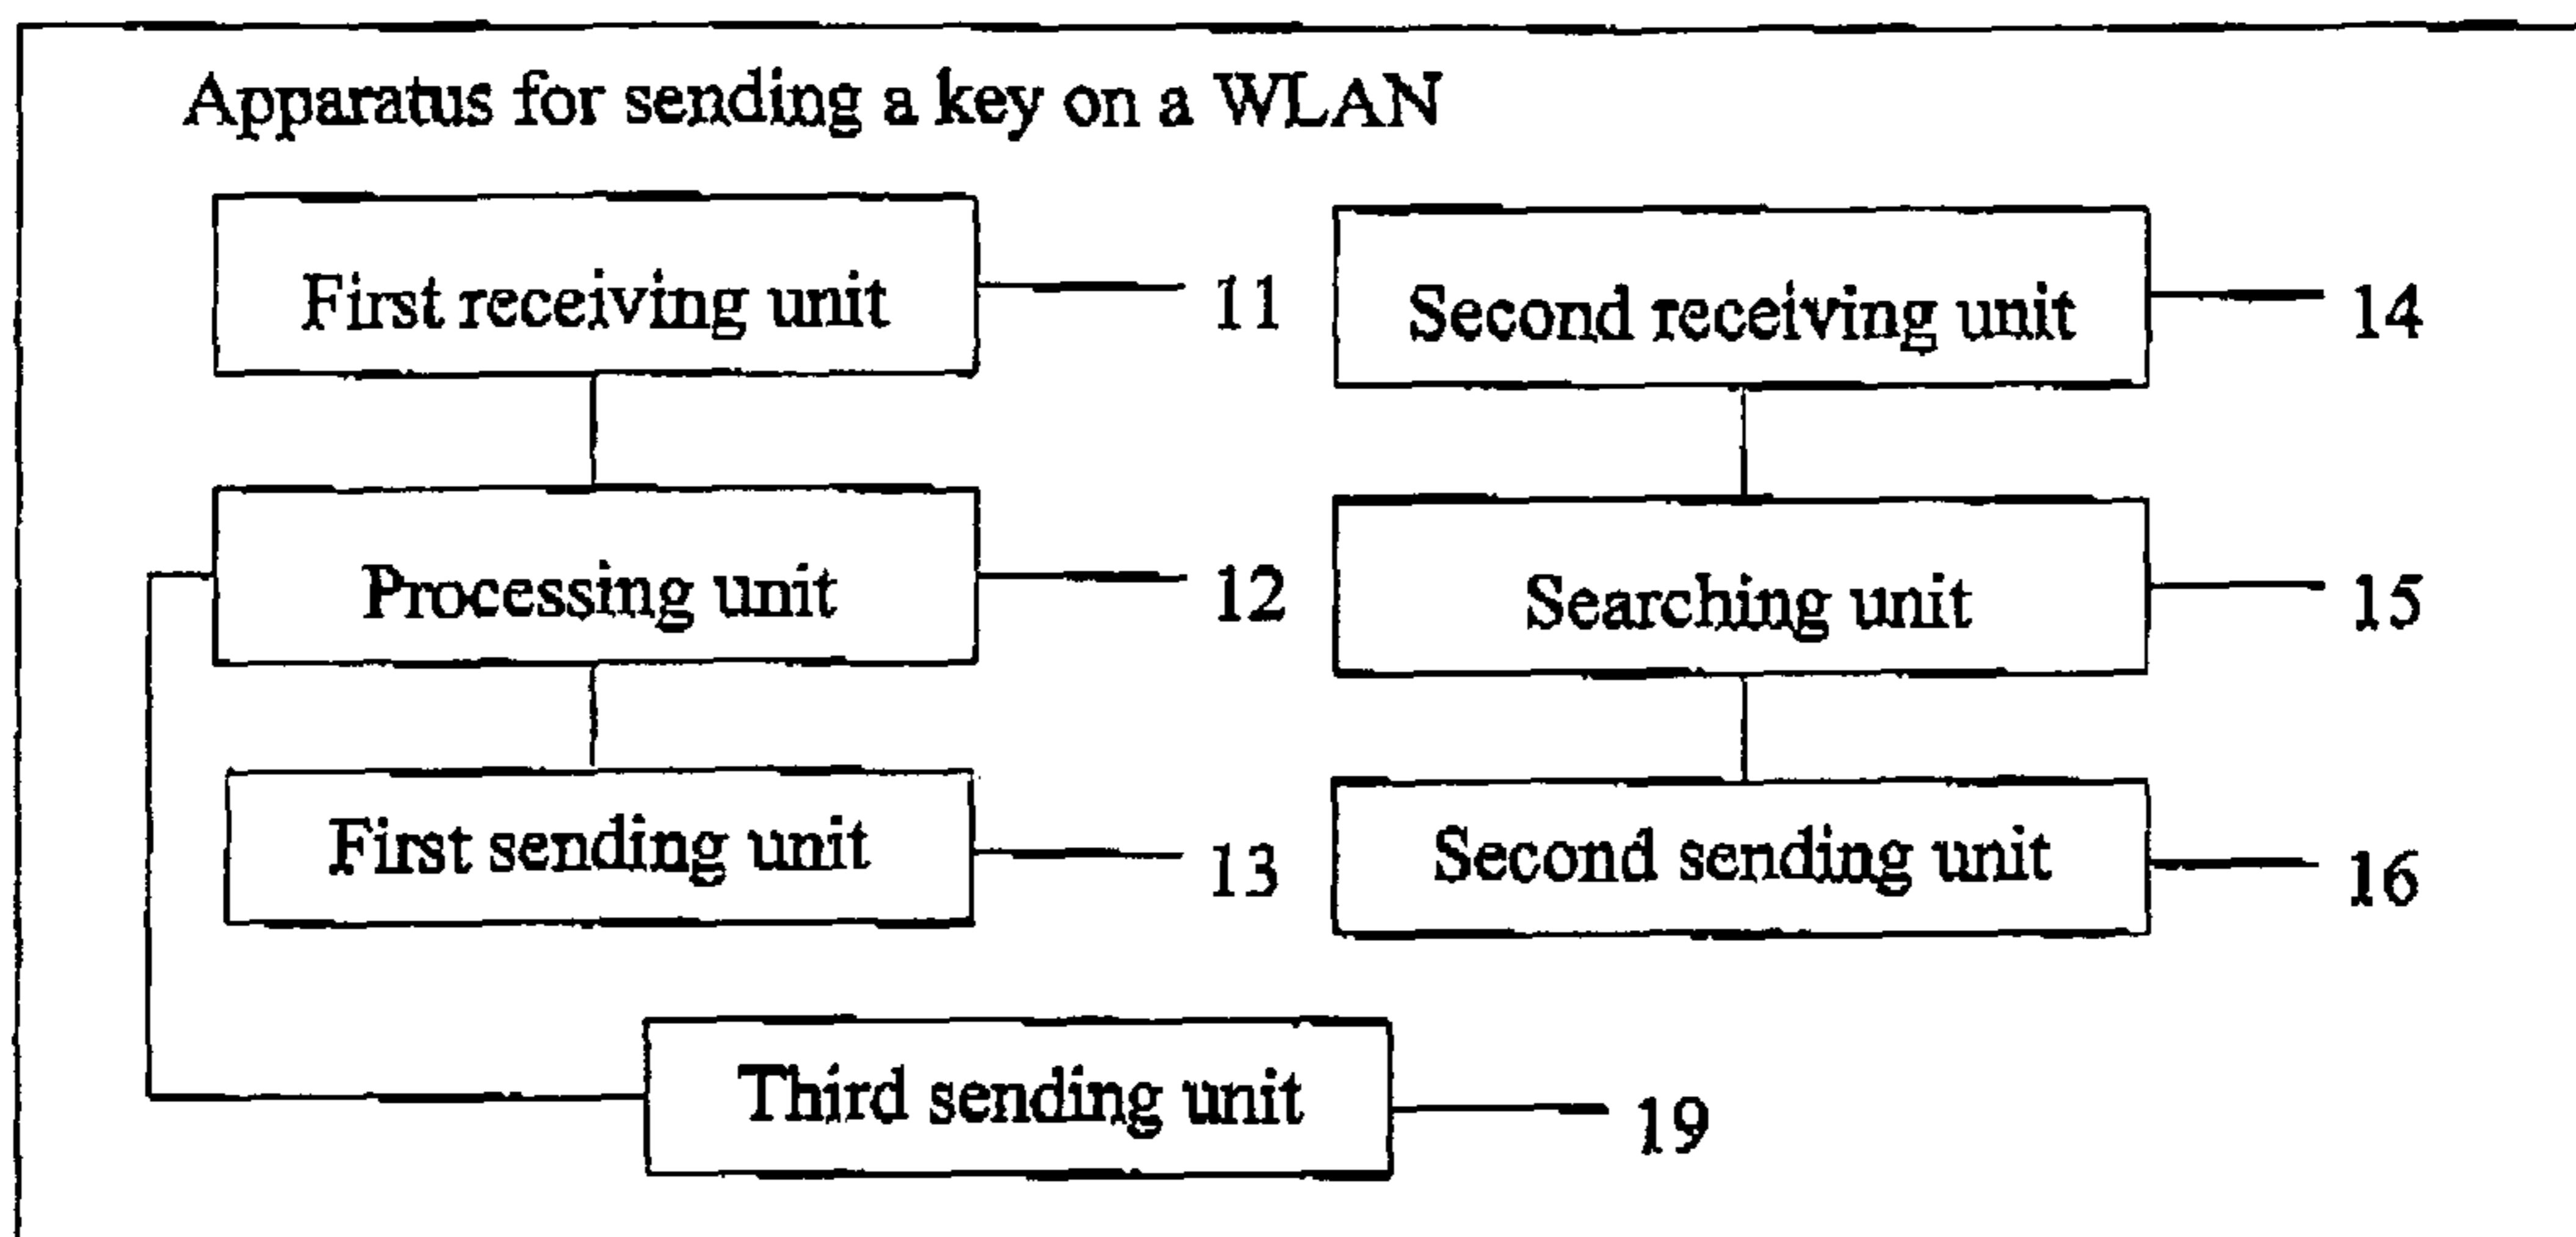 Apparatus for sending a key on a WLAN
First receiving unit
11
Second receiving unit
14
Processing unit
12
Searching unit
15
First sending unit
13
Second sending unit
16
Third sending unit
19